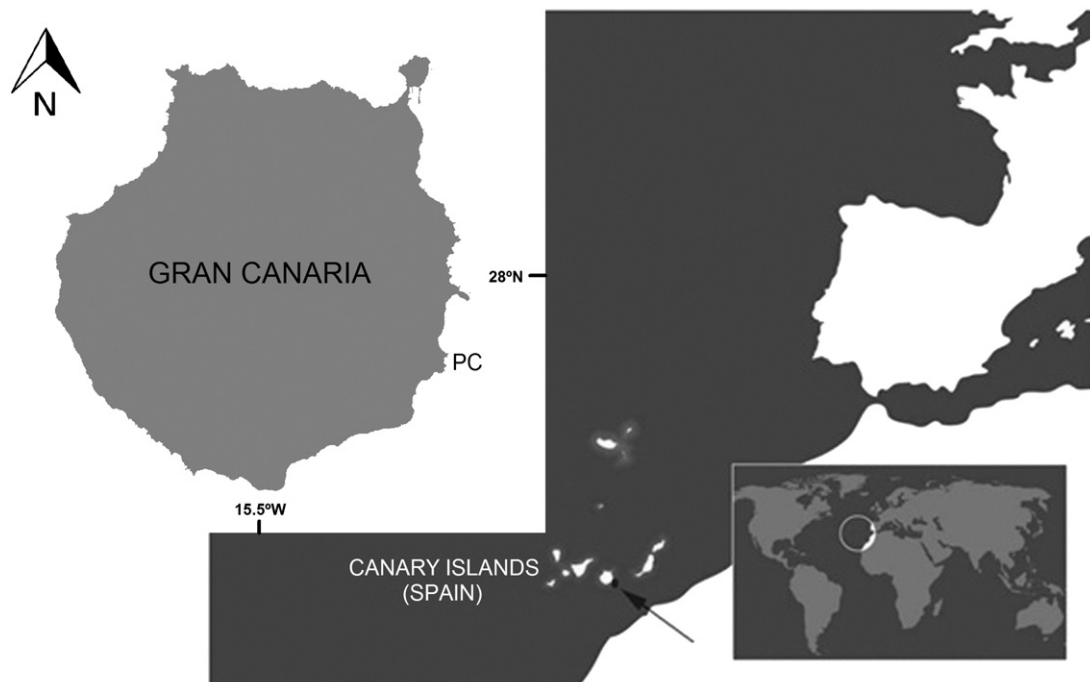 N
GRAN CANARIA
28ºN
PC
15.5ºW
CANARY ISLANDS
(SPAIN)